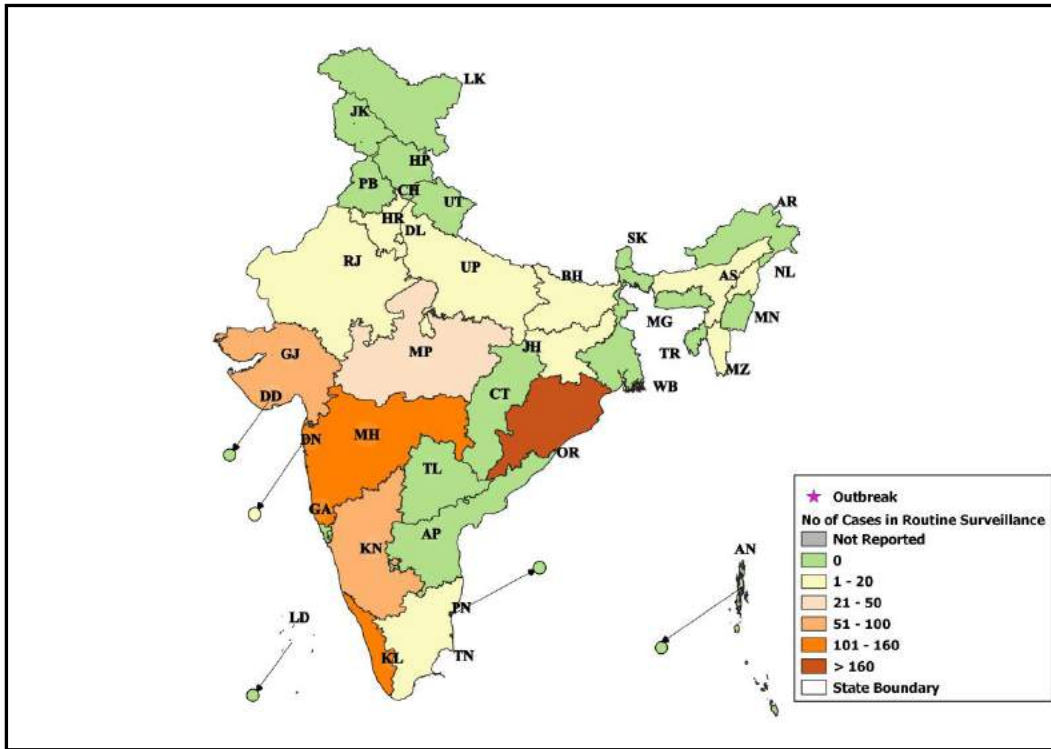 LK
JK
HP
PB
CH
UT
AR
HR
DL
SK
RJ
UP
BH
AS
NL
MG
MN
GJ
MP
JH
TR
MZ
DD
CT
WB
DN
MH
OR
TL
GA
AP
KN
AN
PN
LD
KL
TN
Outbreak
No of Cases in Routine Surveillance
Not Reported
0
1 - 20
21 - 50
51 - 100
101 - 160
> 160
State Boundary